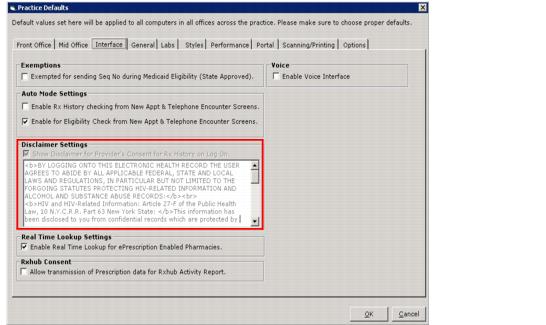 Practice Defaults
Default values set here will be applied to all computers in all offices across the practice. Please make sure to choose proper defaults.
Front Office Mid Office Interface General Labs Styles Performance Portal Scanning/Printing Options
Exemptions
Exempted for sending Seq No during Medicaid Eligibility (State Approved).
Voice
Enable Voice Interface
Auto Mode Settings
Enable Rx History checking from New Appt & Telephone Encounter Screens.
Enable for Eligibility Check from New Appt & Telephone Encounter Screens.
Disclaimer Settings
Show Disclaimer for Provider's Consent for Rx History on Log On.
<b>BY LOGGING ONTO THIS ELECTRONIC HEALTH RECORD THE USER
AGREES TO ABIDE BY ALL APPLICABLE FEDERAL, STATE AND LOCAL
LAWS AND REGULATIONS, IN PARTICULAR BUT NOT LIMITED TO THE
FORGOING STATUTES PROTECTING HIV-RELATED INFORMATION AND
ALCOHOL AND SUBSTANCE ABUSE RECORDS:</b><br>
<b>HIV and HIV-Related Information: Article 27-F of the Public Health
Law, 10 N.Y.C.R.R. Part 63 New York State: </b>This information has
been disclosed to you from confidential records which are protected by
Real Time Lookup Settings
Enable Real Time Lookup for ePrescription Enabled Pharmacies.
Rxhub Consent
Allow transmission of Prescription data for RxHub Activity Report.
OK Cancel